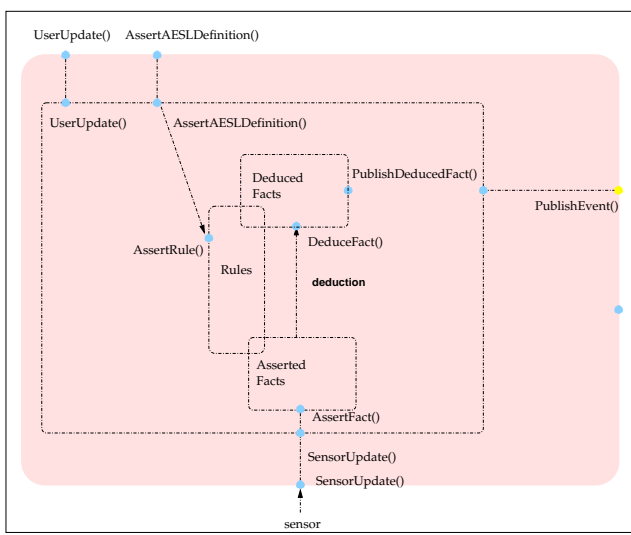 UserUpdate() AssertAESLDefinition()
UserUpdate() AssertAESLDefinition()
Deduced
Facts
PublishDeducedFact()
PublishEvent()
AssertRule()
DeduceFact()
Rules
deduction
Asserted
Facts
AssertFact()
SensorUpdate()
SensorUpdate()
sensor